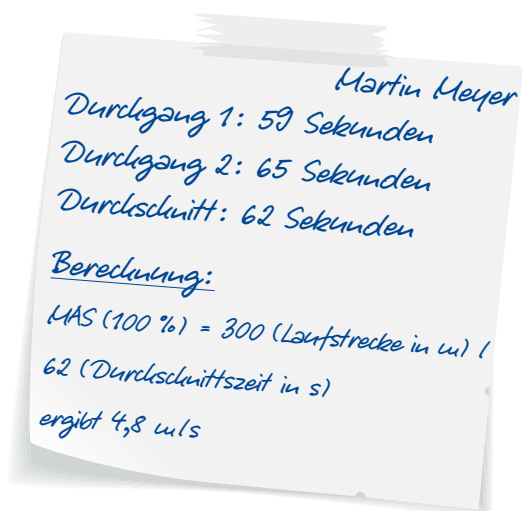 Martin Meyer
Durchgang 1: 59 Sekunden
Durchgang 2: 65 Sekunden
Durchschnitt: 62 Sekunden
Berechnung:
MAS (100 %) = 300 (Laufstrecke in m) /
62 (Durchschnittszeit in s)
ergibt 4,8 m/s